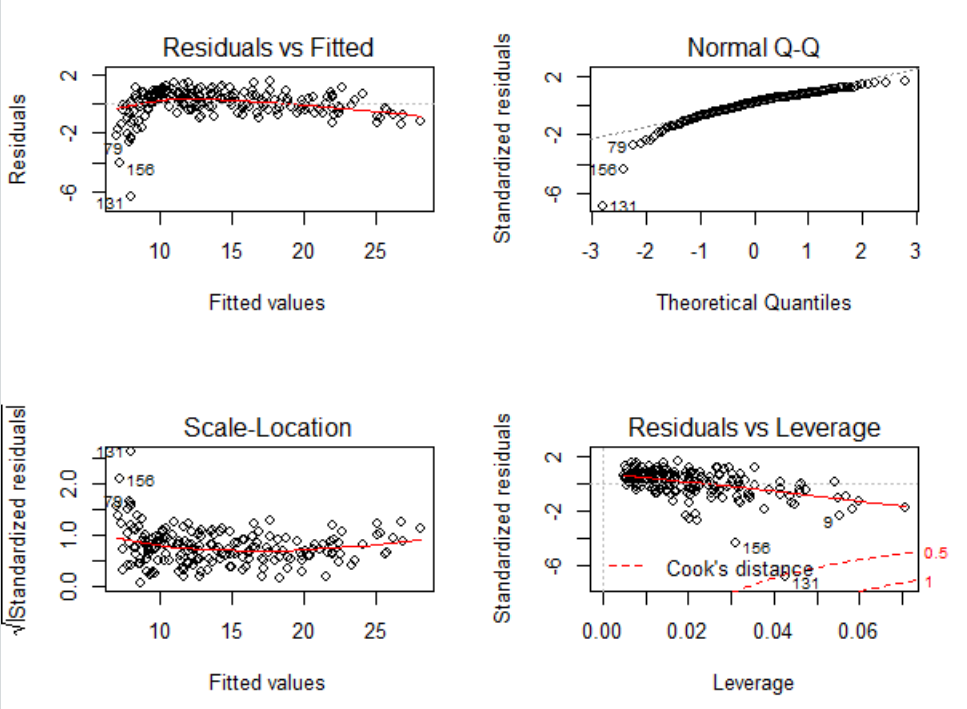 Residuals vs Fitted
Residuals
2
-2
-6
79
156
131
10 15 20 25
Fitted values
Normal Q-Q
Standardized residuals
2
-2
-6
79
156
131
-3 -2 -1 0 1 2 3
Theoretical Quantiles
Scale-Location
√|Standardized residuals|
2.0
1.0
0.0
131
156
79
10 15 20 25
Fitted values
Residuals vs Leverage
Standardized residuals
2
-2
-6
9
156
131
Cook's distance
0.5
1
0.00 0.02 0.04 0.06
Leverage